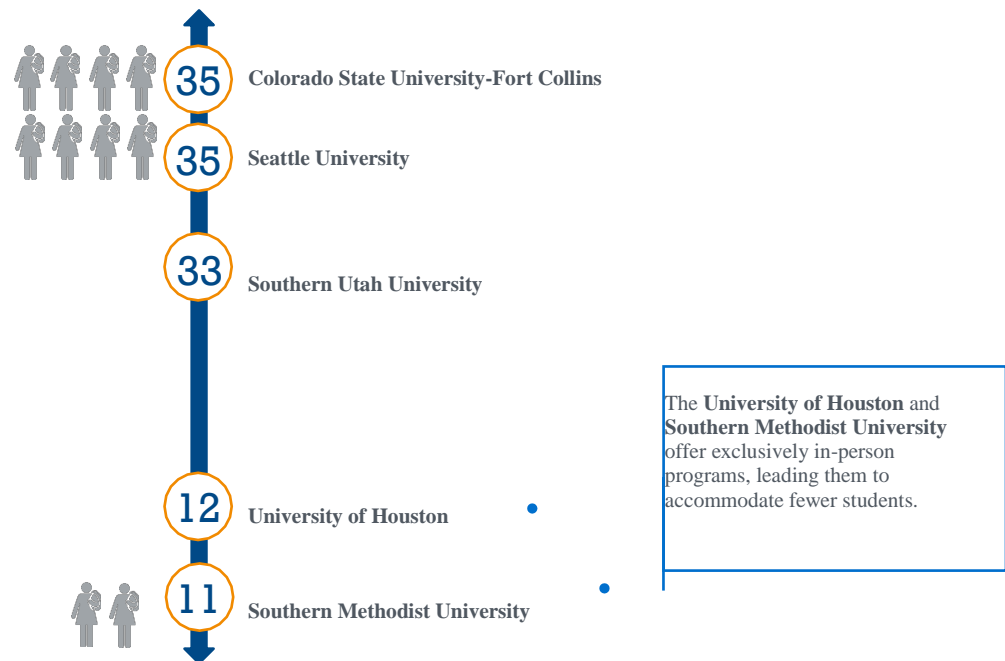 35
Colorado State University-Fort Collins
35
Seattle University
33
Southern Utah University
The University of Houston and
Southern Methodist University
offer exclusively in-person
programs, leading them to
accommodate fewer students.
12
University of Houston
11
Southern Methodist University